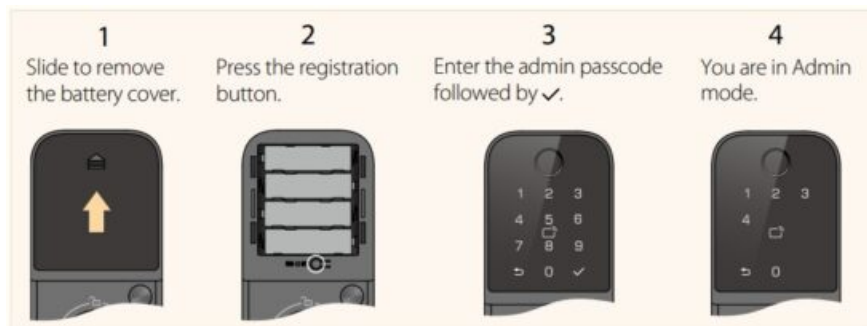 1
Slide to remove
the battery cover.
2
Press the registration
button.
3
Enter the admin passcode
followed by ✓.
1 2 3
4 5 6
7 8 9
0 ✓
4
You are in Admin
mode.
1 2 3
4
0